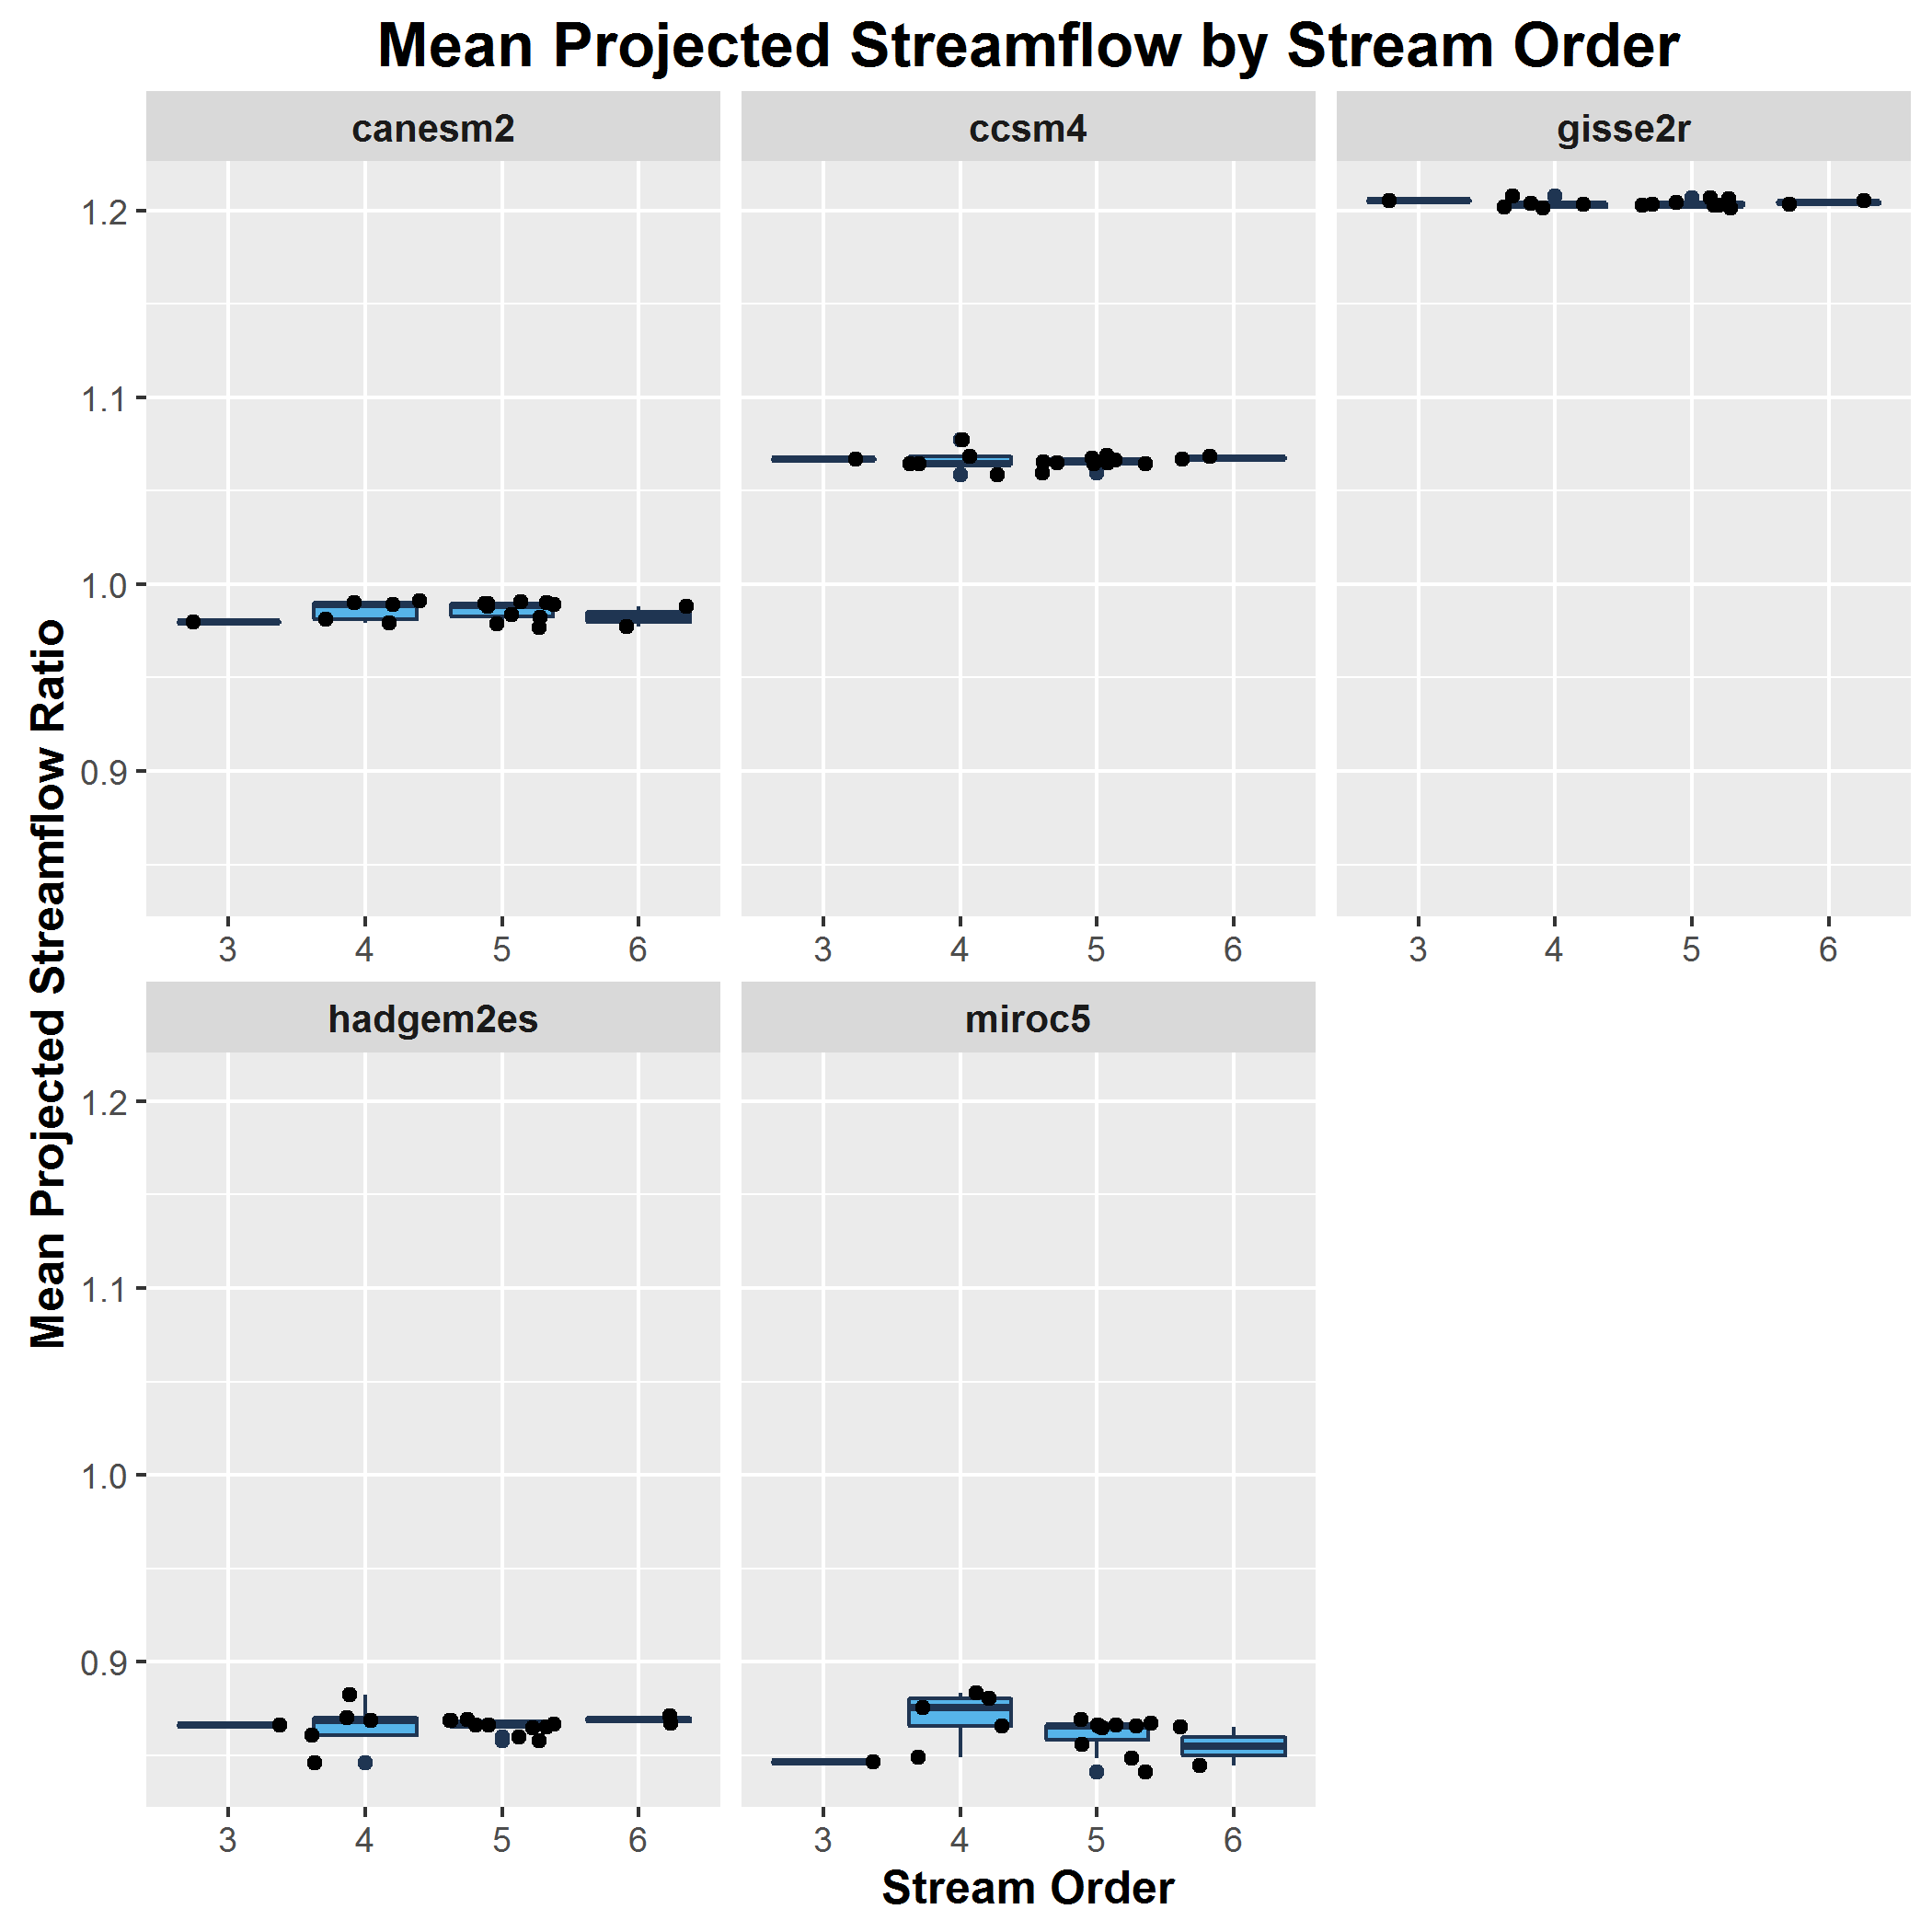 Mean Projected Streamflow by Stream Order
canesm2
ccsm4
gisse2r
Mean Projected Streamflow Ratio
1.2
1.1
1.0
0.9
3 4 5 6
3 4 5 6
3 4 5 6
hadgem2es
miroc5
1.2
1.1
1.0
0.9
3 4 5 6
3 4 5 6
Stream Order